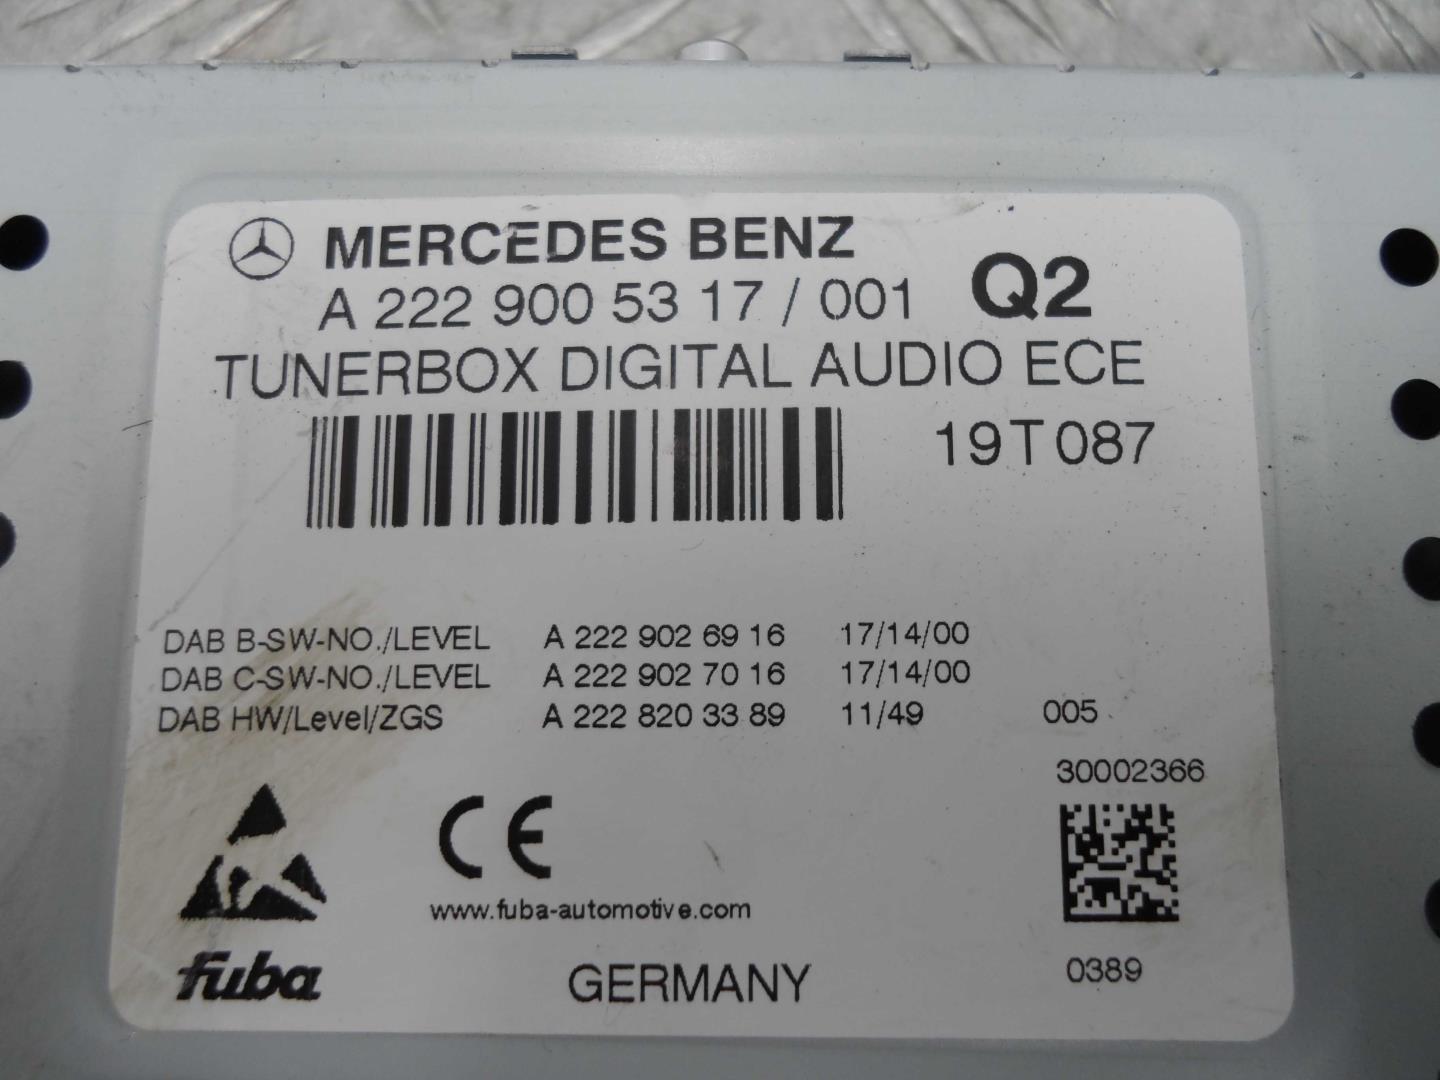 MERCEDES BENZ
A 222 900 53 17 / 001 Q2
TUNERBOX DIGITAL AUDIO ECE
19T087
DAB B-SW-NO./LEVEL A 222 902 69 16 17/14/00
DAB C-SW-NO./LEVEL A 222 902 70 16 17/14/00
DAB HW/Level/ZGS A 222 820 33 89 11/49 005
30002366
CE
www.fuba-automotive.com
fuba
GERMANY
0389